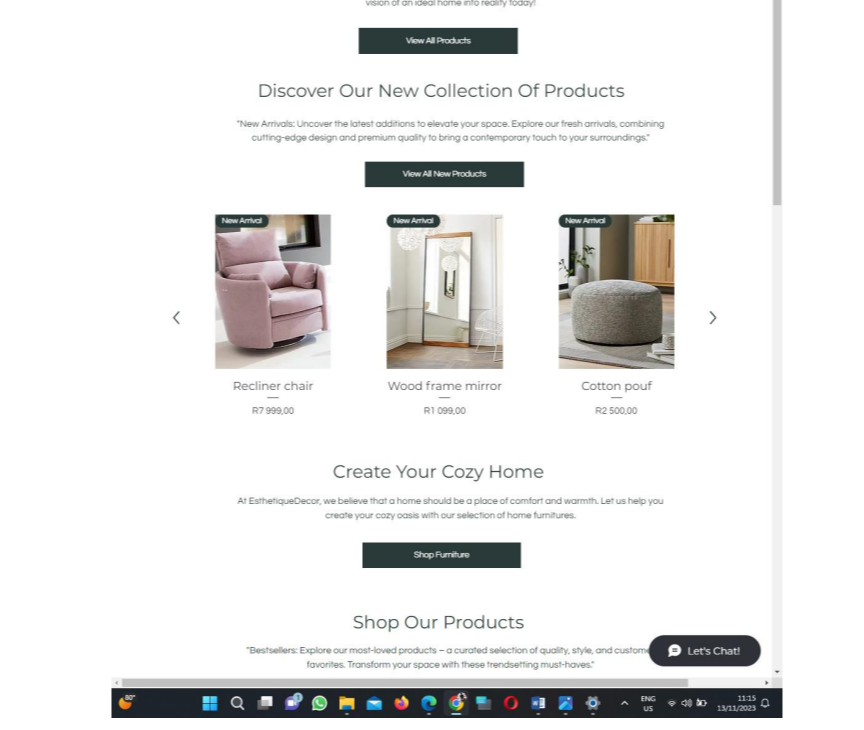 vision of an ideal home into reality today!
View All Products
Discover Our New Collection Of Products
"New Arrivals: Uncover the latest additions to elevate your space. Explore our fresh arrivals, combining
cutting-edge design and premium quality to bring a contemporary touch to your surroundings."
View All New Products
New Arrival
New Arrival
New Arrival
Recliner chair
Wood frame mirror
Cotton pouf
R7 999,00
R1 099,00
R2 500,00
Create Your Cozy Home
At EsthetiqueDecor, we believe that a home should be a place of comfort and warmth. Let us help you
create your cozy oasis with our selection of home furnitures.
Shop Furniture
Shop Our Products
"Bestsellers: Explore our most-loved products – a curated selection of quality, style, and custome
favorites. Transform your space with these trendsetting must-haves."
Let's Chat!
80°
ENG
US
11:15
13/11/2023